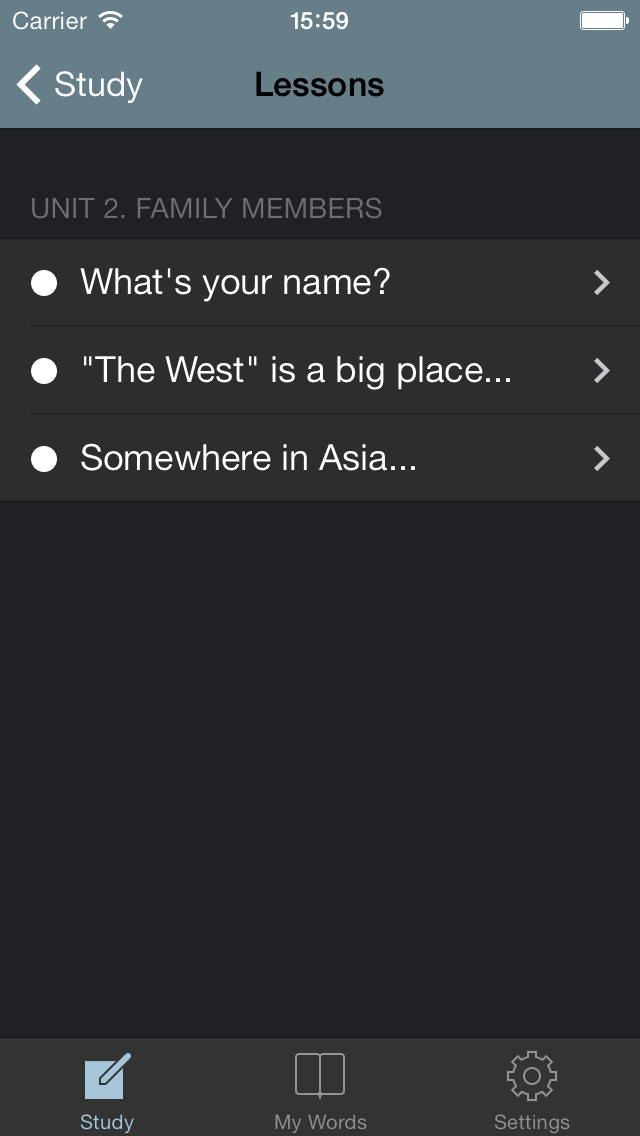 Carrier 15:59
Study Lessons
UNIT 2. FAMILY MEMBERS
What's your name?
"The West" is a big place...
Somewhere in Asia...
Study My Words Settings